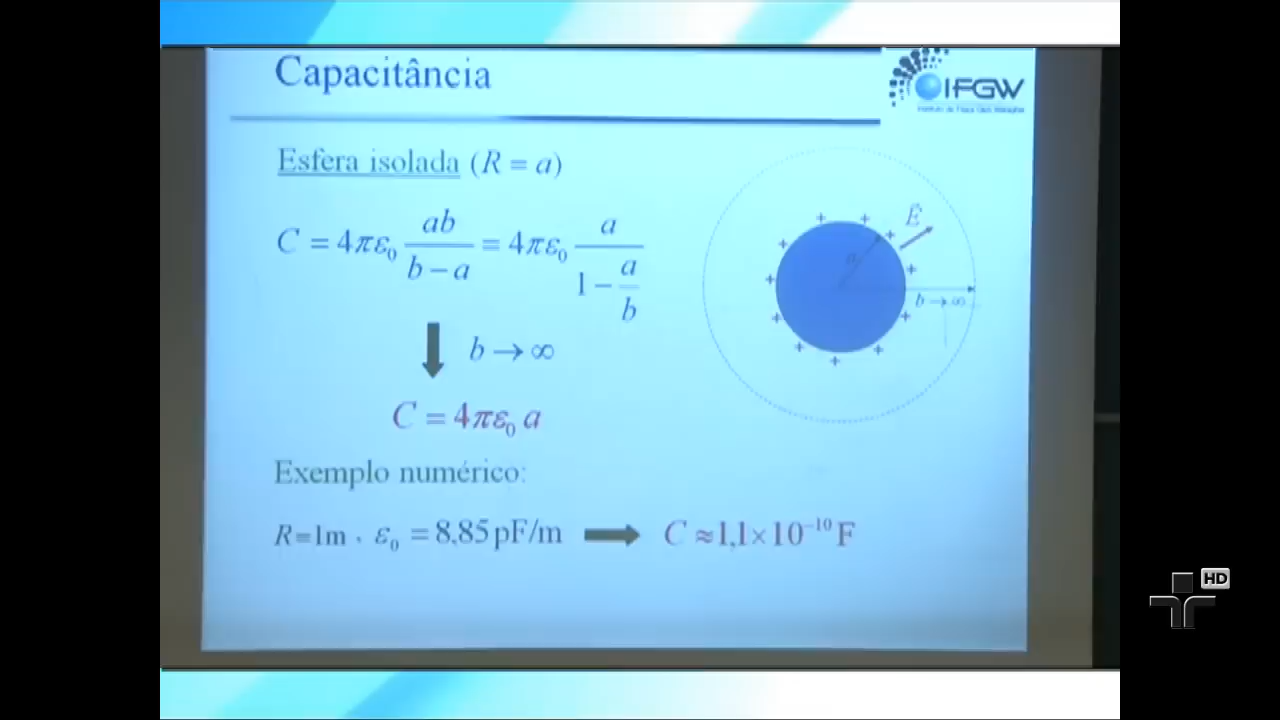 Capacitância
IFGW
Esfera isolada (R = a)
C = 4πε₀ ab/(b − a) = 4πε₀ a/(1 − a/b)
b → ∞
C = 4πε₀ a
Exemplo numérico:
R = 1m , ε₀ = 8,85 pF/m ➡ C ≈ 1,1×10⁻¹⁰ F
+ + + + + + + + + + + +
E⃗
a
b → ∞
HD